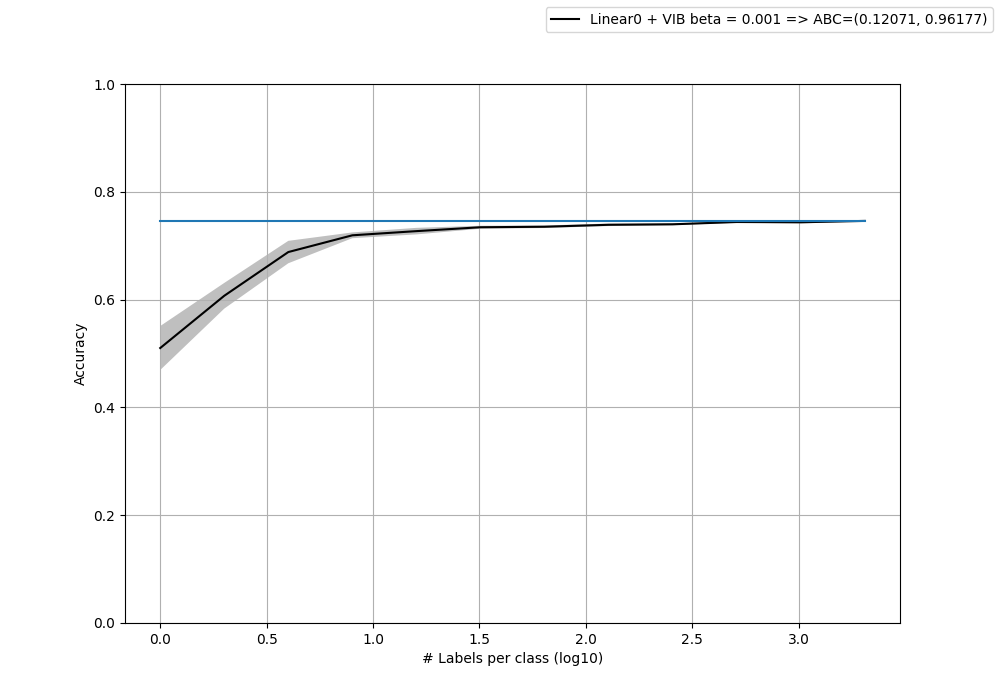 Linear0 + VIB beta = 0.001 => ABC=(0.12071, 0.96177)
1.0
0.8
0.6
0.4
0.2
0.0
Accuracy
0.0 0.5 1.0 1.5 2.0 2.5 3.0
# Labels per class (log10)